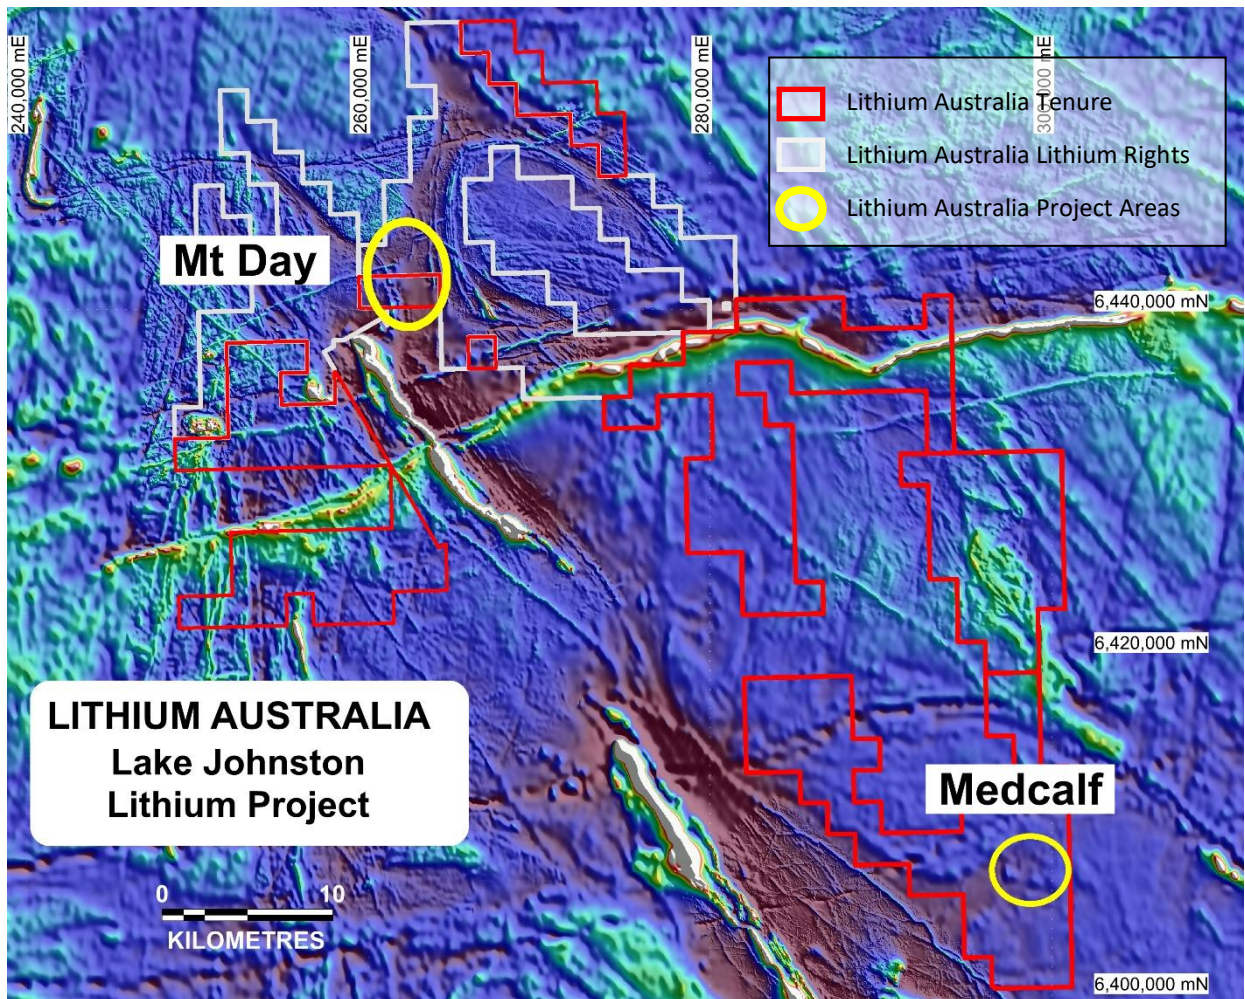 240,000 mE
260,000 mE
280,000 mE
300,000 mE
Lithium Australia Tenure
Lithium Australia Lithium Rights
Lithium Australia Project Areas
Mt Day
6,440,000 mN
6,420,000 mN
LITHIUM AUSTRALIA
Lake Johnston
Lithium Project
Medcalf
0 10
KILOMETRES
6,400,000 mN